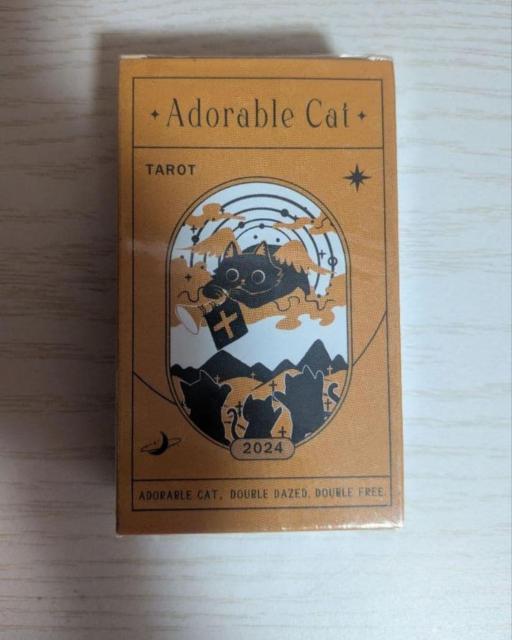 Adorable Cat
TAROT
2024
ADORABLE CAT, DOUBLE DAZED, DOUBLE FREE.